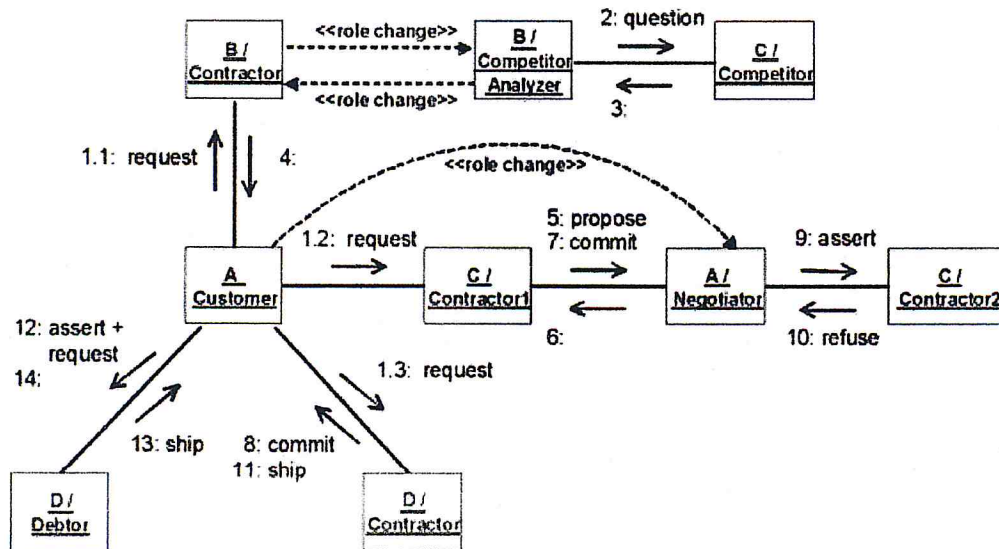 B /
Contractor
<<role change>>
<<role change>>
B /
Competitor
Analyzer
2: question
3:
C /
Competitor
1.1: request
4:
<<role change>>
A
Customer
1.2: request
C /
Contractor1
5: propose
7: commit
6:
A /
Negotiator
9: assert
10: refuse
C /
Contractor2
12: assert +
request
14:
13: ship
1.3: request
8: commit
11: ship
D /
Debtor
D /
Contractor